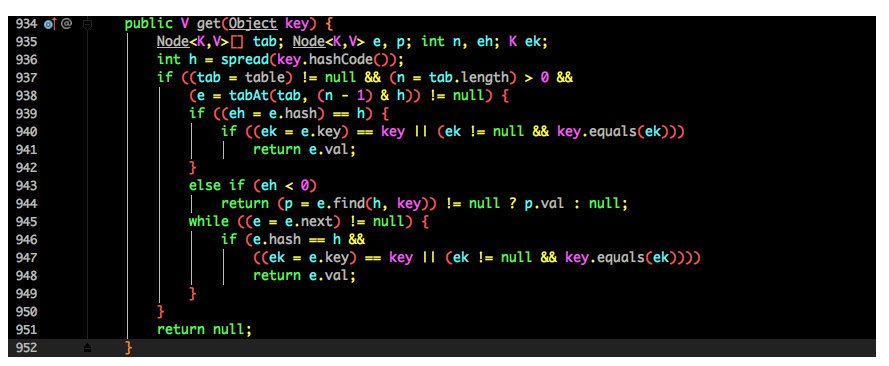 934 @ public V get(Object key) {
935 Node<K,V>[] tab; Node<K,V> e, p; int n, eh; K ek;
936 int h = spread(key.hashCode());
937 if ((tab = table) != null && (n = tab.length) > 0 &&
938 (e = tabAt(tab, (n - 1) & h)) != null) {
939 if ((eh = e.hash) == h) {
940 if ((ek = e.key) == key || (ek != null && key.equals(ek)))
941 return e.val;
942 }
943 else if (eh < 0)
944 return (p = e.find(h, key)) != null ? p.val : null;
945 while ((e = e.next) != null) {
946 if (e.hash == h &&
947 ((ek = e.key) == key || (ek != null && key.equals(ek))))
948 return e.val;
949 }
950 }
951 return null;
952 }